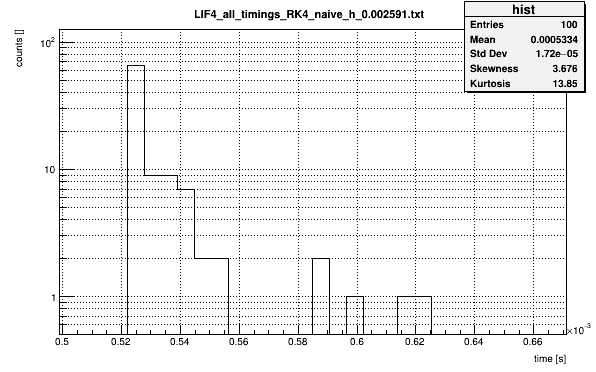 LIF4_all_timings_RK4_naive_h_0.002591.txt
hist
Entries 100
Mean 0.0005334
Std Dev 1.72e−05
Skewness 3.676
Kurtosis 13.85
counts []
10²
10
1
0.5 0.52 0.54 0.56 0.58 0.6 0.62 0.64 0.66
×10⁻³
time [s]